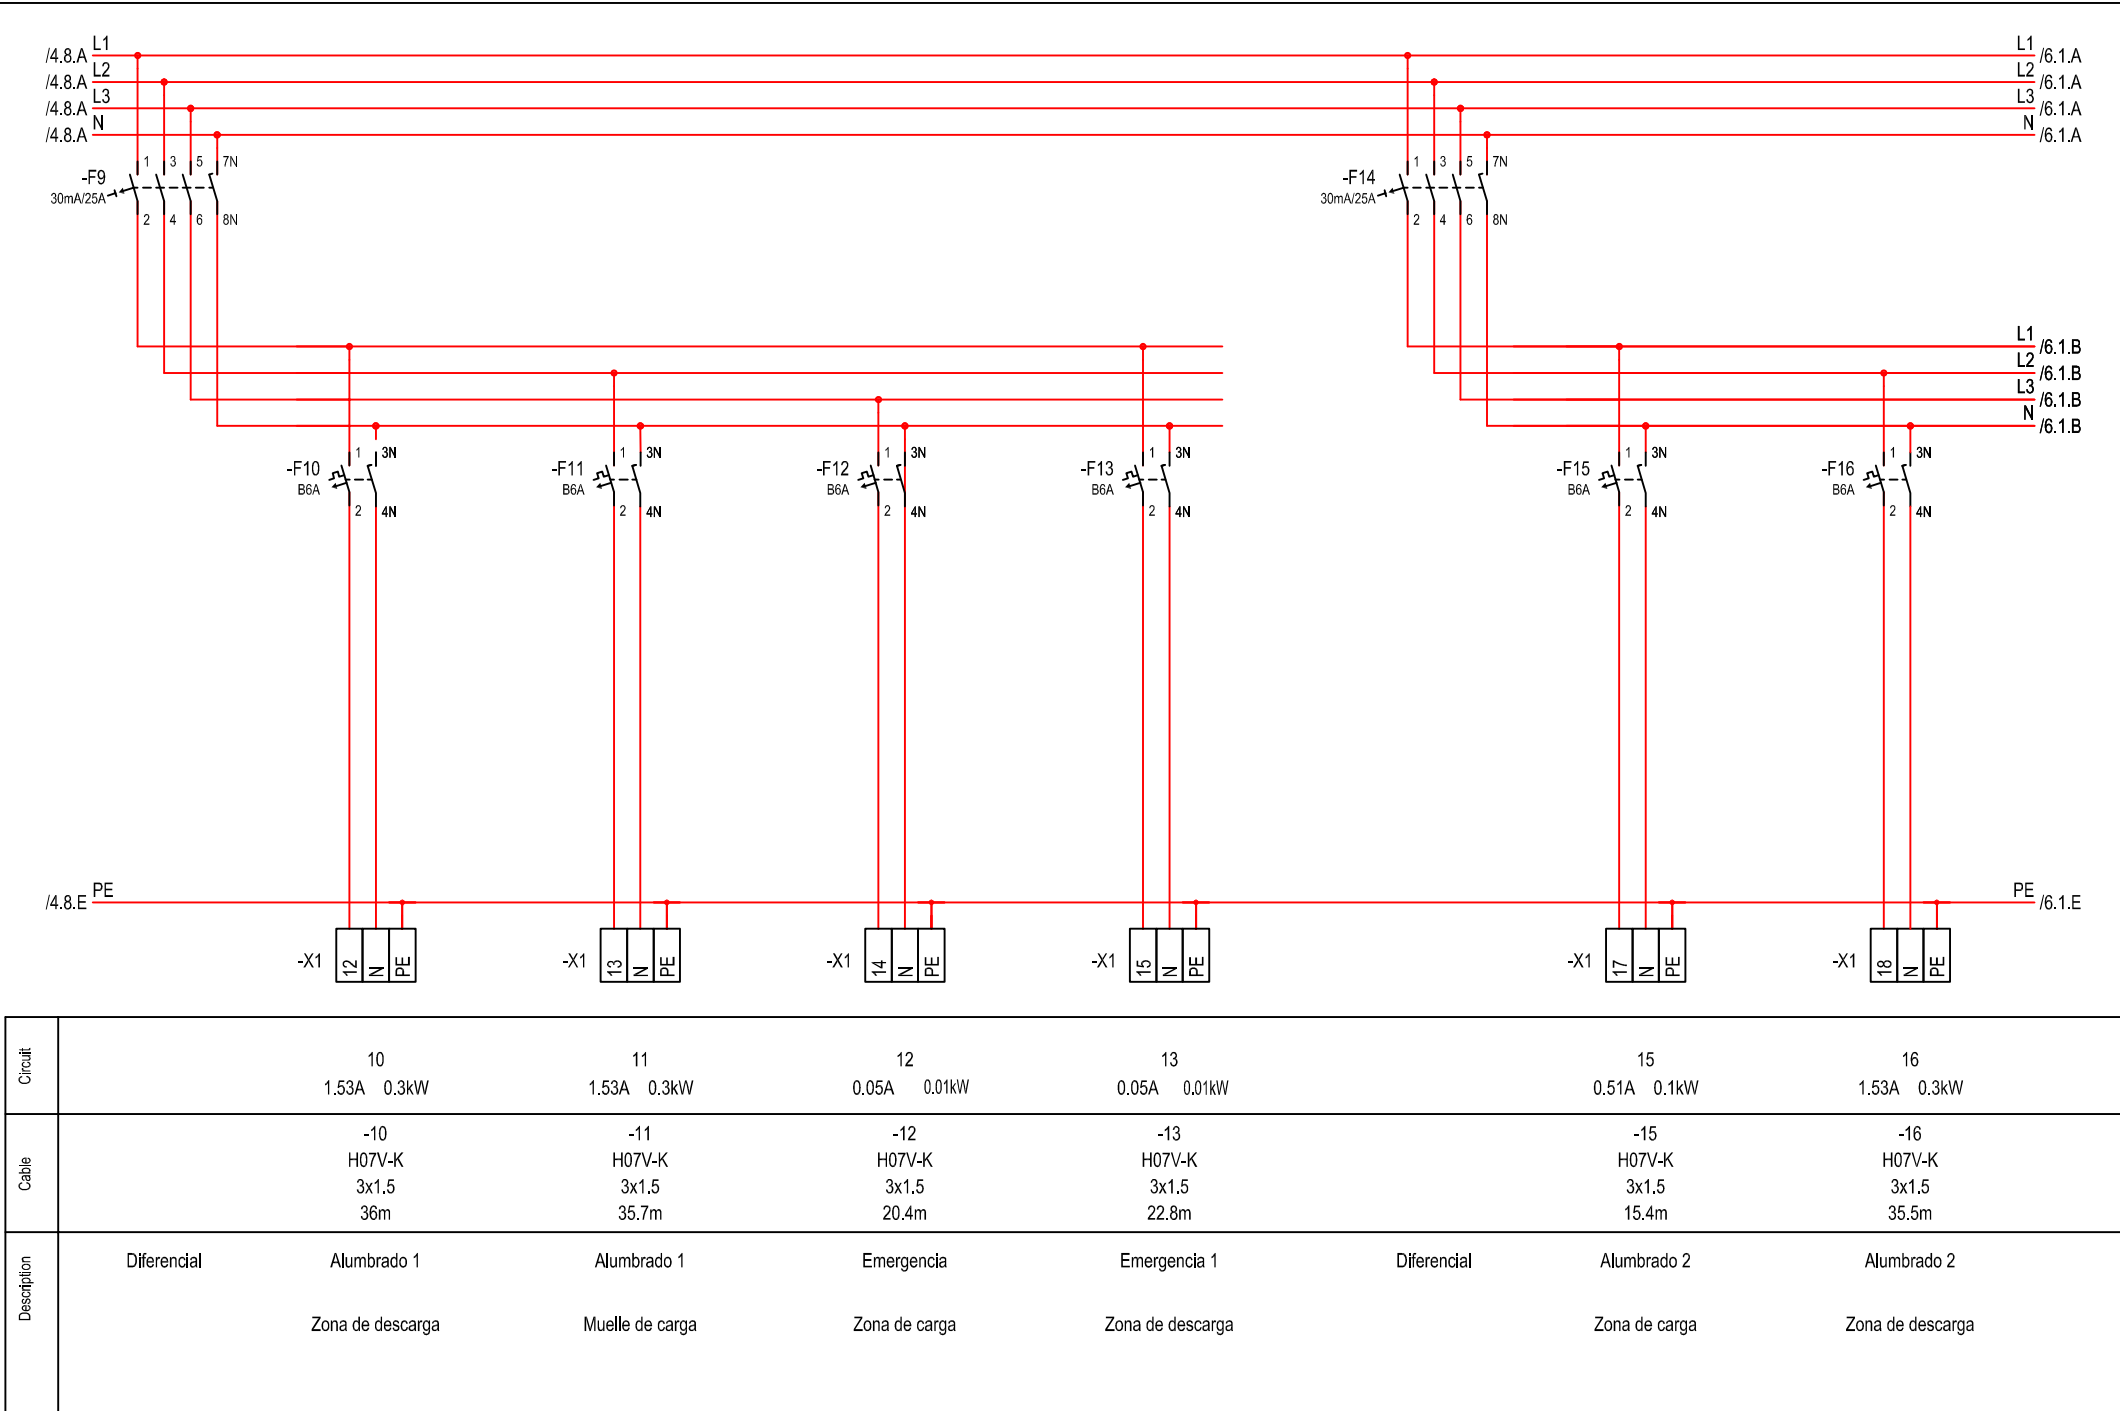 L1
/4.8.A
L2
/4.8.A
L3
/4.8.A
N
/4.8.A
L1
/6.1.A
L2
/6.1.A
L3
/6.1.A
N
/6.1.A
-F9
30mA/25A
1 3 5 7N
2 4 6 8N
-F14
30mA/25A
1 3 5 7N
2 4 6 8N
L1
/6.1.B
L2
/6.1.B
L3
/6.1.B
N
/6.1.B
-F10
B6A
1 3N
2 4N
-F11
B6A
1 3N
2 4N
-F12
B6A
1 3N
2 4N
-F13
B6A
1 3N
2 4N
-F15
B6A
1 3N
2 4N
-F16
B6A
1 3N
2 4N
PE
/4.8.E
PE
/6.1.E
-X1 12 N PE
-X1 13 N PE
-X1 14 N PE
-X1 15 N PE
-X1 17 N PE
-X1 18 N PE
Circuit
10 11 12 13 15 16
1.53A 0.3kW 1.53A 0.3kW 0.05A 0.01kW 0.05A 0.01kW 0.51A 0.1kW 1.53A 0.3kW
Cable
-10 -11 -12 -13 -15 -16
H07V-K H07V-K H07V-K H07V-K H07V-K H07V-K
3x1.5 3x1.5 3x1.5 3x1.5 3x1.5 3x1.5
36m 35.7m 20.4m 22.8m 15.4m 35.5m
Description
Diferencial Alumbrado 1 Alumbrado 1 Emergencia Emergencia 1 Diferencial Alumbrado 2 Alumbrado 2
Zona de descarga Muelle de carga Zona de carga Zona de descarga Zona de carga Zona de descarga